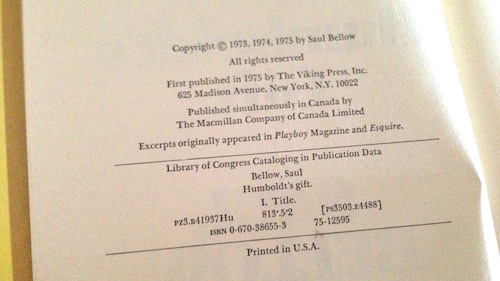 Copyright © 1973, 1974, 1975 by Saul Bellow
All rights reserved
First published in 1975 by The Viking Press, Inc.
625 Madison Avenue, New York, N.Y. 10022
Published simultaneously in Canada by
The Macmillan Company of Canada Limited
Excerpts originally appeared in Playboy Magazine and Esquire.
Library of Congress Cataloging in Publication Data
Bellow, Saul
Humboldt's gift.
I. Title.
PZ3.B41937Hu 813'.5'2 [PS3503.E4488]
ISBN 0-670-38655-3 75-12595
Printed in U.S.A.